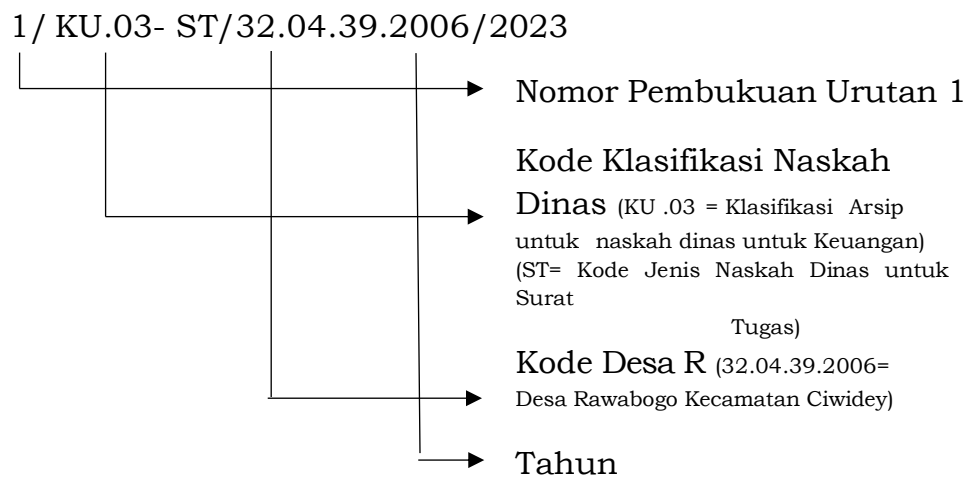 1/ KU.03- ST/32.04.39.2006/2023
Nomor Pembukuan Urutan 1
Kode Klasifikasi Naskah
Dinas (KU .03 = Klasifikasi Arsip
untuk naskah dinas untuk Keuangan)
(ST= Kode Jenis Naskah Dinas untuk
Surat
Tugas)
Kode Desa R (32.04.39.2006=
Desa Rawabogo Kecamatan Ciwidey)
Tahun